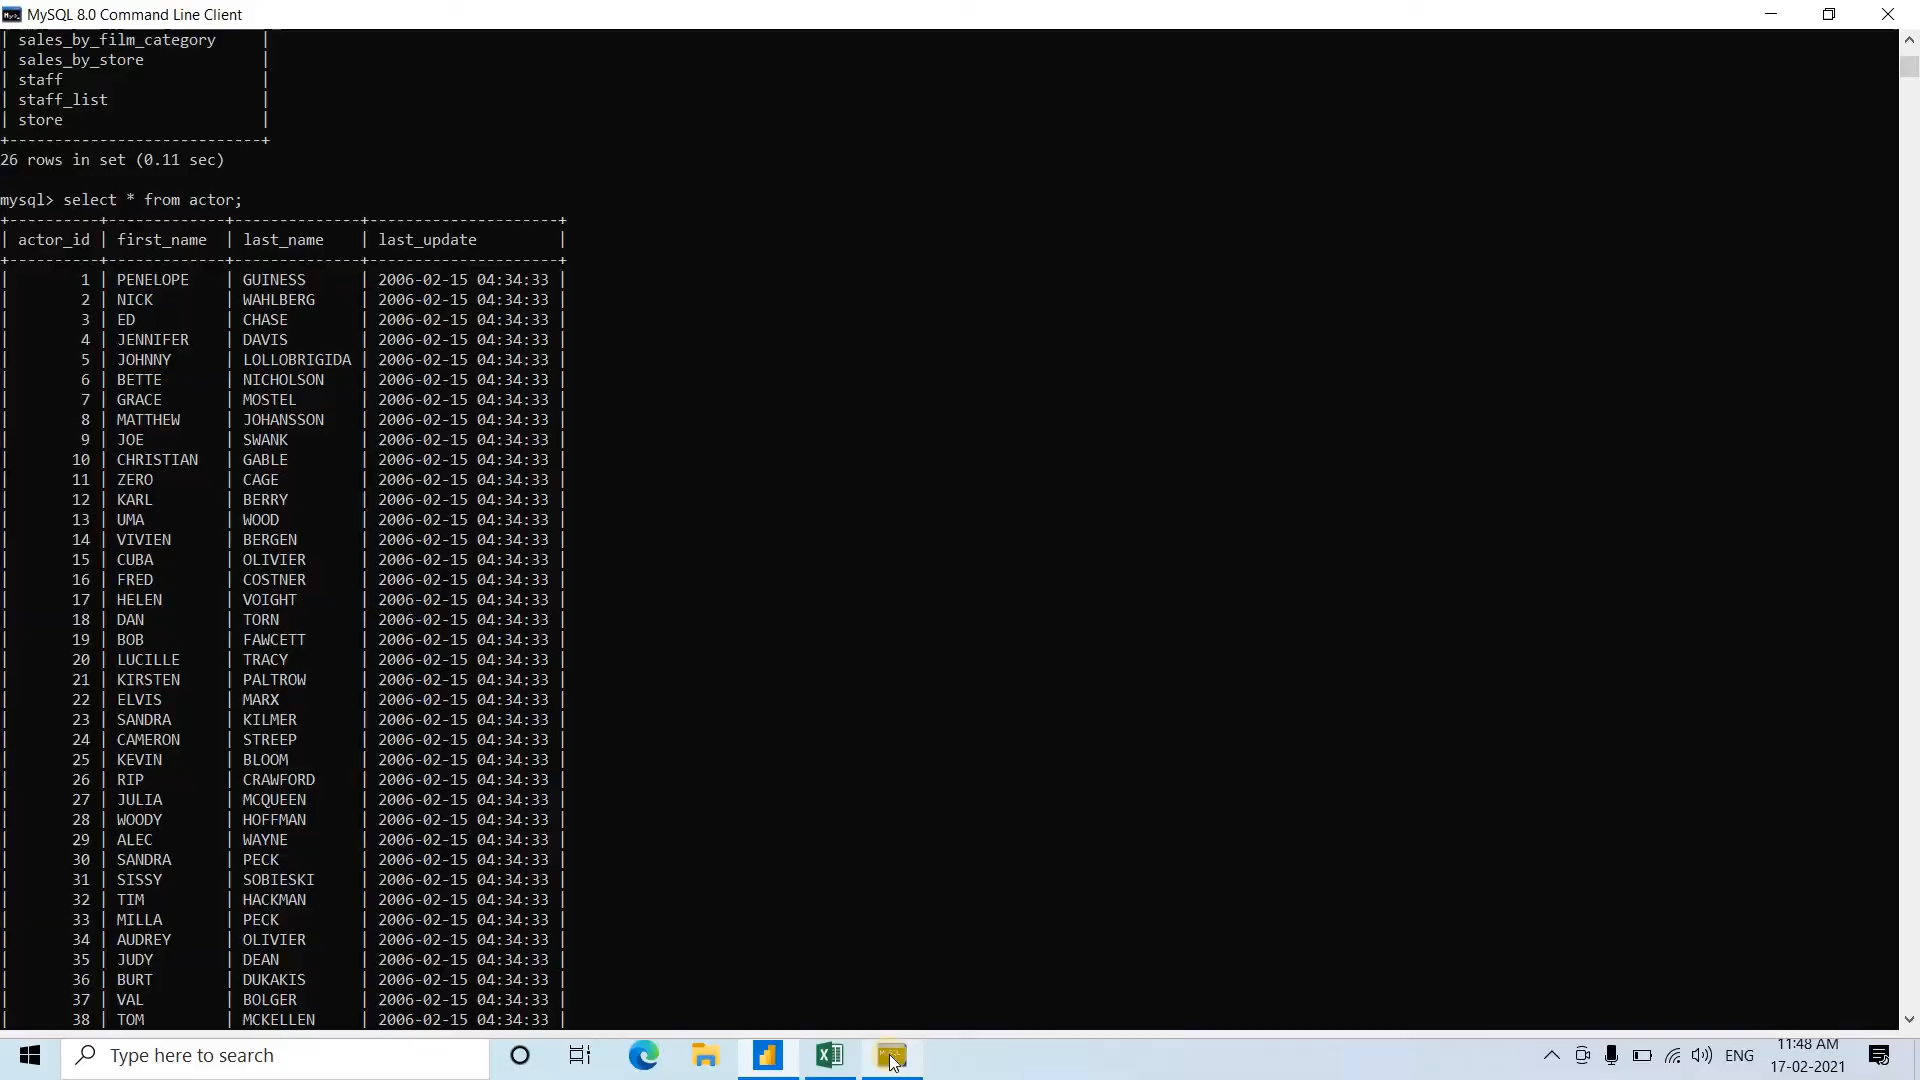 MySQL 8.0 Command Line Client
| sales_by_film_category     |
| sales_by_store             |
| staff                      |
| staff_list                 |
| store                      |
+----------------------------+
26 rows in set (0.11 sec)
mysql> select * from actor;
+----------+-------------+--------------+---------------------+
| actor_id | first_name  | last_name    | last_update         |
+----------+-------------+--------------+---------------------+
|        1 | PENELOPE    | GUINESS      | 2006-02-15 04:34:33 |
|        2 | NICK        | WAHLBERG     | 2006-02-15 04:34:33 |
|        3 | ED          | CHASE        | 2006-02-15 04:34:33 |
|        4 | JENNIFER    | DAVIS        | 2006-02-15 04:34:33 |
|        5 | JOHNNY      | LOLLOBRIGIDA | 2006-02-15 04:34:33 |
|        6 | BETTE       | NICHOLSON    | 2006-02-15 04:34:33 |
|        7 | GRACE       | MOSTEL       | 2006-02-15 04:34:33 |
|        8 | MATTHEW     | JOHANSSON    | 2006-02-15 04:34:33 |
|        9 | JOE         | SWANK        | 2006-02-15 04:34:33 |
|       10 | CHRISTIAN   | GABLE        | 2006-02-15 04:34:33 |
|       11 | ZERO        | CAGE         | 2006-02-15 04:34:33 |
|       12 | KARL        | BERRY        | 2006-02-15 04:34:33 |
|       13 | UMA         | WOOD         | 2006-02-15 04:34:33 |
|       14 | VIVIEN      | BERGEN       | 2006-02-15 04:34:33 |
|       15 | CUBA        | OLIVIER      | 2006-02-15 04:34:33 |
|       16 | FRED        | COSTNER      | 2006-02-15 04:34:33 |
|       17 | HELEN       | VOIGHT       | 2006-02-15 04:34:33 |
|       18 | DAN         | TORN         | 2006-02-15 04:34:33 |
|       19 | BOB         | FAWCETT      | 2006-02-15 04:34:33 |
|       20 | LUCILLE     | TRACY        | 2006-02-15 04:34:33 |
|       21 | KIRSTEN     | PALTROW      | 2006-02-15 04:34:33 |
|       22 | ELVIS       | MARX         | 2006-02-15 04:34:33 |
|       23 | SANDRA      | KILMER       | 2006-02-15 04:34:33 |
|       24 | CAMERON     | STREEP       | 2006-02-15 04:34:33 |
|       25 | KEVIN       | BLOOM        | 2006-02-15 04:34:33 |
|       26 | RIP         | CRAWFORD     | 2006-02-15 04:34:33 |
|       27 | JULIA       | MCQUEEN      | 2006-02-15 04:34:33 |
|       28 | WOODY       | HOFFMAN      | 2006-02-15 04:34:33 |
|       29 | ALEC        | WAYNE        | 2006-02-15 04:34:33 |
|       30 | SANDRA      | PECK         | 2006-02-15 04:34:33 |
|       31 | SISSY       | SOBIESKI     | 2006-02-15 04:34:33 |
|       32 | TIM         | HACKMAN      | 2006-02-15 04:34:33 |
|       33 | MILLA       | PECK         | 2006-02-15 04:34:33 |
|       34 | AUDREY      | OLIVIER      | 2006-02-15 04:34:33 |
|       35 | JUDY        | DEAN         | 2006-02-15 04:34:33 |
|       36 | BURT        | DUKAKIS      | 2006-02-15 04:34:33 |
|       37 | VAL         | BOLGER       | 2006-02-15 04:34:33 |
|       38 | TOM         | MCKELLEN     | 2006-02-15 04:34:33 |
Type here to search
ENG
11:48 AM
17-02-2021